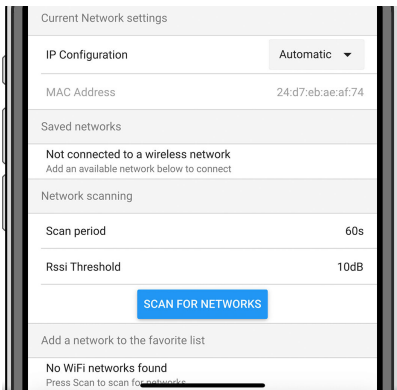 Current Network settings
IP Configuration Automatic
MAC Address 24:d7:eb:ae:af:74
Saved networks
Not connected to a wireless network
Add an available network below to connect
Network scanning
Scan period 60s
Rssi Threshold 10dB
SCAN FOR NETWORKS
Add a network to the favorite list
No WiFi networks found
Press Scan to scan for networks